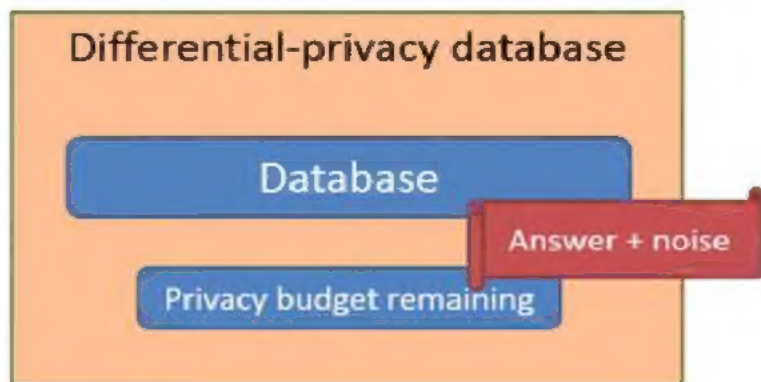 Differential-privacy database
Database
Answer + noise
Privacy budget remaining